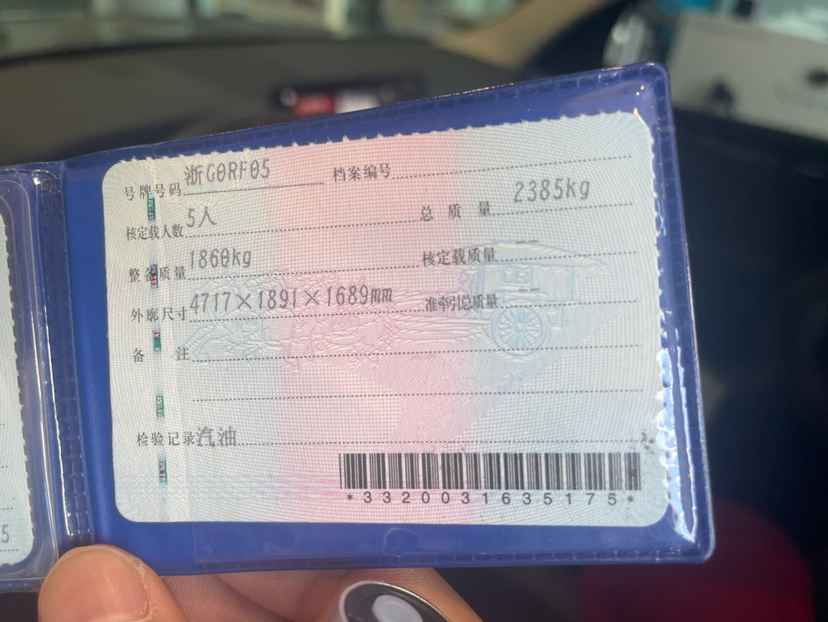 号牌号码 浙G0RF05 档案编号
核定载人数 5人 总质量 2385kg
整备质量 1860kg 核定载质量 --
外廓尺寸 4717×1891×1689mm 准牵引总质量 --
备注
检验记录 汽油
*3320031635175*
5